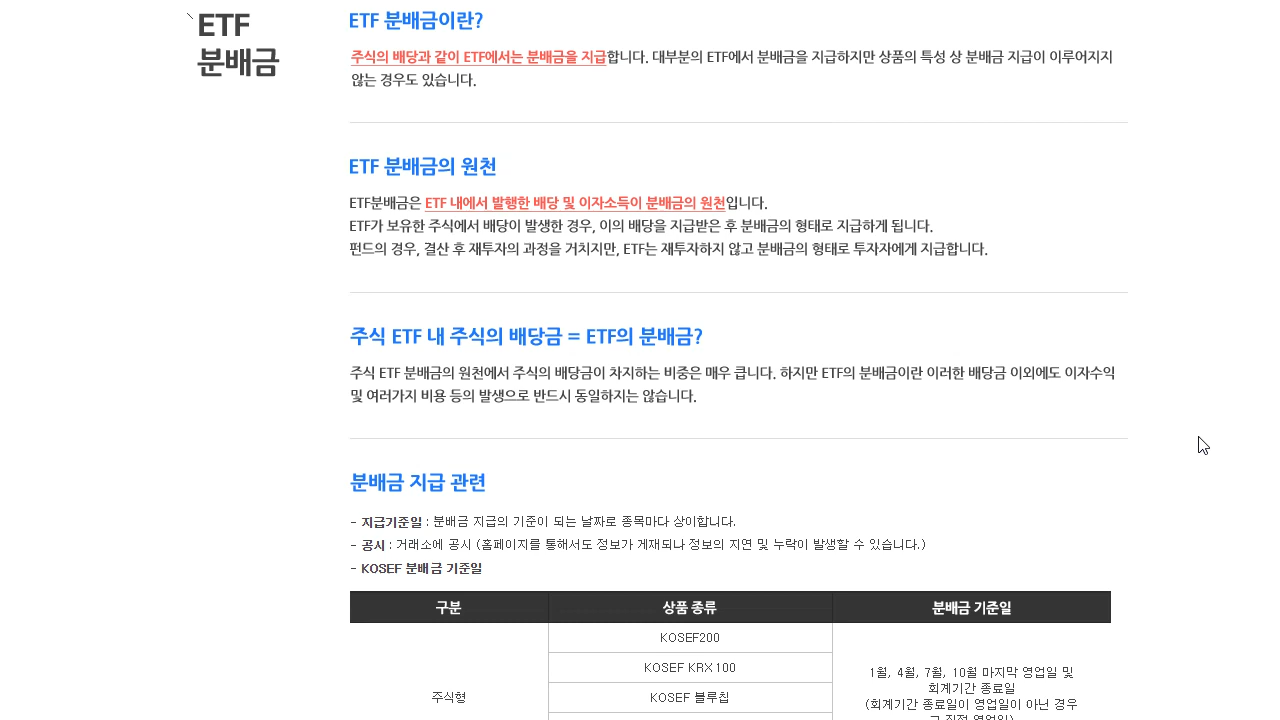 ETF
분배금
ETF 분배금이란?
주식의 배당과 같이 ETF에서는 분배금을 지급합니다. 대부분의 ETF에서 분배금을 지급하지만 상품의 특성 상 분배금 지급이 이루어지지
않는 경우도 있습니다.
ETF 분배금의 원천
ETF분배금은 ETF 내에서 발행한 배당 및 이자소득이 분배금의 원천입니다.
ETF가 보유한 주식에서 배당이 발생한 경우, 이의 배당을 지급받은 후 분배금의 형태로 지급하게 됩니다.
펀드의 경우, 결산 후 재투자의 과정을 거치지만, ETF는 재투자하지 않고 분배금의 형태로 투자자에게 지급합니다.
주식 ETF 내 주식의 배당금 = ETF의 분배금?
주식 ETF 분배금의 원천에서 주식의 배당금이 차지하는 비중은 매우 큽니다. 하지만 ETF의 분배금이란 이러한 배당금 이외에도 이자수익
및 여러가지 비용 등의 발생으로 반드시 동일하지는 않습니다.
분배금 지급 관련
- 지급기준일 : 분배금 지급의 기준이 되는 날짜로 종목마다 상이합니다.
- 공시 : 거래소에 공시 (홈페이지를 통해서도 정보가 게재되나 정보의 지연 및 누락이 발생할 수 있습니다.)
- KOSEF 분배금 기준일
구분 상품 종류 분배금 기준일
KOSEF200
KOSEF KRX 100
주식형 KOSEF 블루칩
1월, 4월, 7월, 10월 마지막 영업일 및
회계기간 종료일
(회계기간 종료일이 영업일이 아닌 경우
그 직전 영업일)